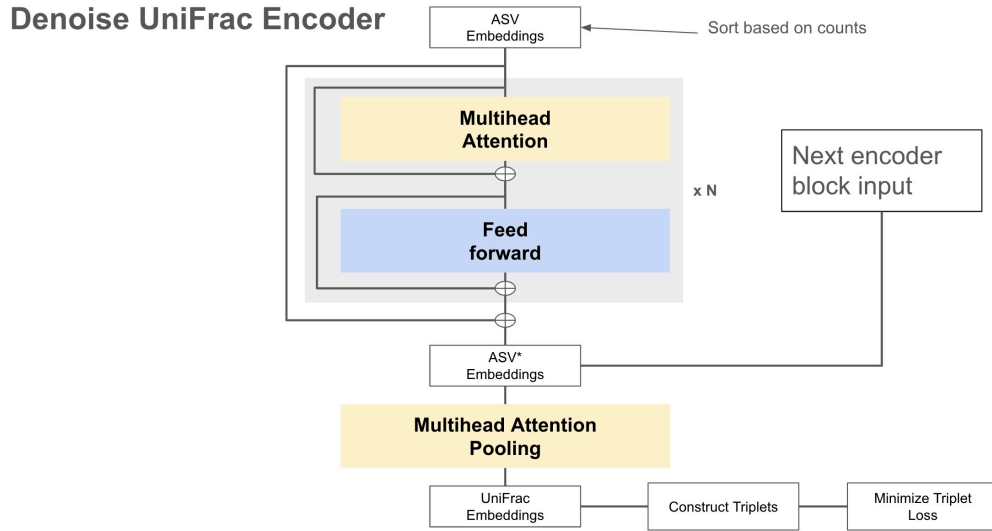 Denoise UniFrac Encoder
ASV
Embeddings
Sort based on counts
Multihead
Attention
Next encoder
block input
x N
Feed
forward
ASV*
Embeddings
Multihead Attention
Pooling
UniFrac
Embeddings
Construct Triplets
Minimize Triplet
Loss